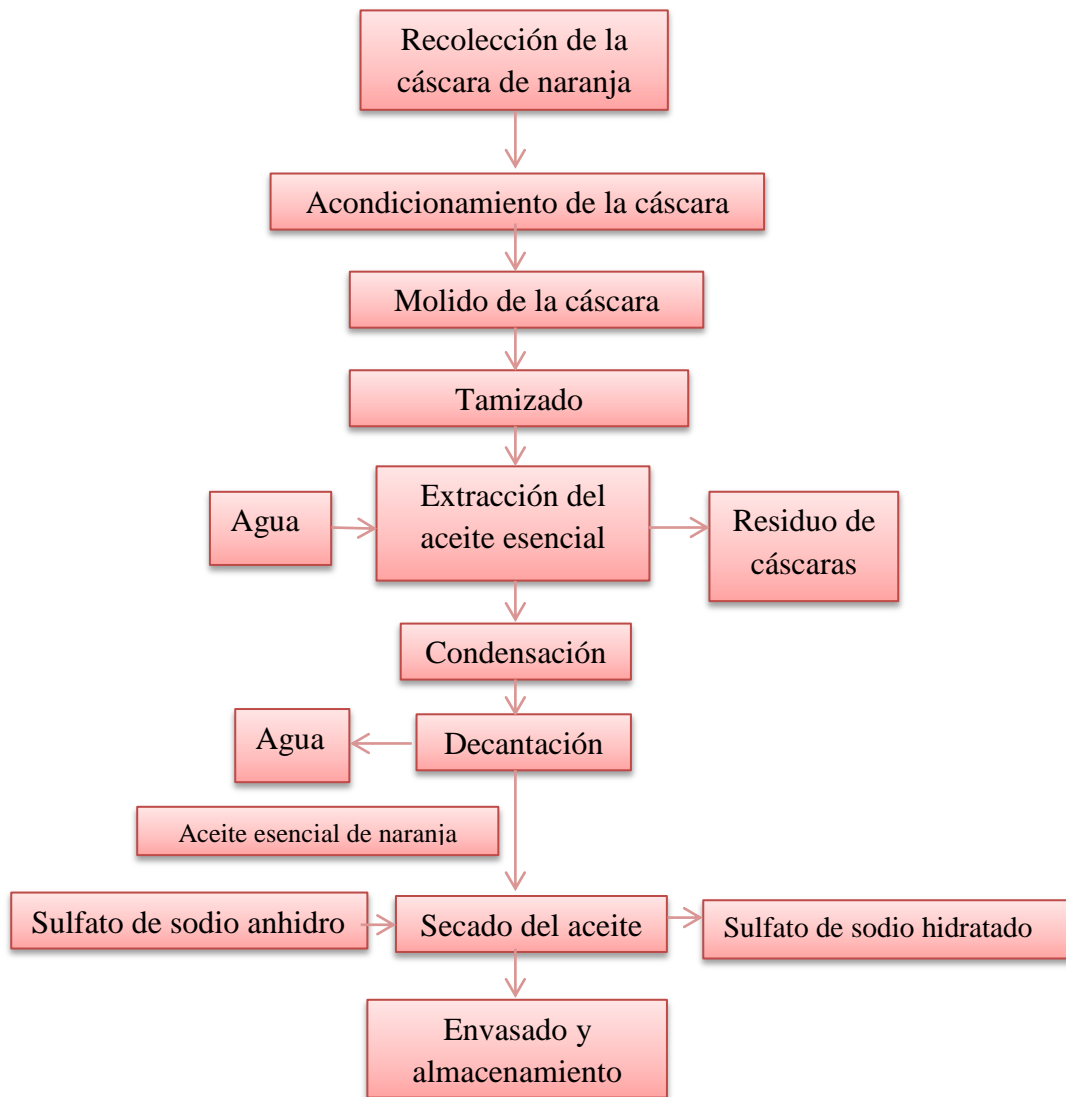 Recolección de la
cáscara de naranja
Acondicionamiento de la cáscara
Molido de la cáscara
Tamizado
Agua
Extracción del
aceite esencial
Residuo de
cáscaras
Condensación
Agua
Decantación
Aceite esencial de naranja
Sulfato de sodio anhidro
Secado del aceite
Sulfato de sodio hidratado
Envasado y
almacenamiento